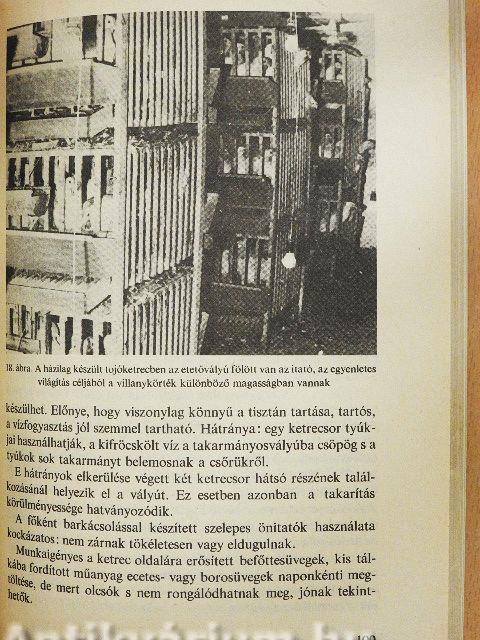 18. ábra. A házilag készült tojóketrecben az etetővályú fölött van az itató, az egyenletes
világítás céljából a villanykörték különböző magasságban vannak
készülhet. Előnye, hogy viszonylag könnyű a tisztán tartása, tartós,
a vízfogyasztás jól szemmel tartható. Hátránya: egy ketrecsor tyúk-
jai használhatják, a kifröcskölt víz a takarmányosvályúba csöpög s a
tyúkok sok takarmányt belemosnak a csőrükről.
E hátrányok elkerülése végett két ketrecsor hátsó részének talál-
kozásánál helyezik el a vályút. Ez esetben azonban a takarítás
körülményessége hatványozódik.
A főként barkácsolással készített szelepes önitatók használata
kockázatos: nem zárnak tökéletesen vagy eldugulnak.
Munkaigényes a ketrec oldalára erősített befőttesüvegek, kis tál-
kába fordított műanyag ecetes- vagy borosüvegek naponkénti meg-
töltése, de mert olcsók s nem rongálódhatnak meg, jónak tekint-
hetők.
109
Antikvarium.hu